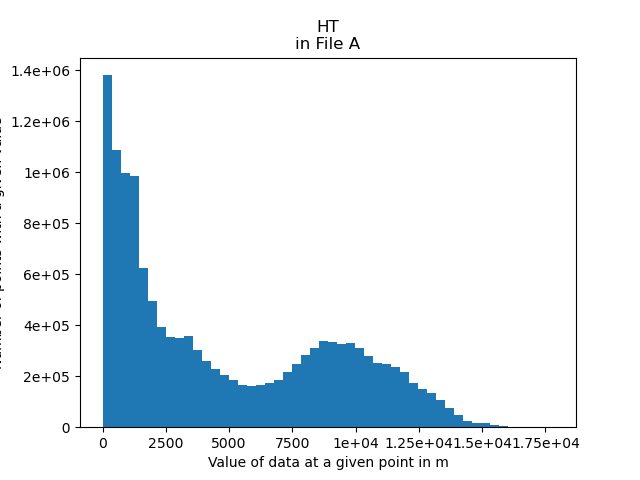 HT
in File A
1.4e+06
1.2e+06
1e+06
8e+05
6e+05
4e+05
2e+05
0
0 2500 5000 7500 1e+04 1.25e+04 1.5e+04 1.75e+04
Value of data at a given point in m